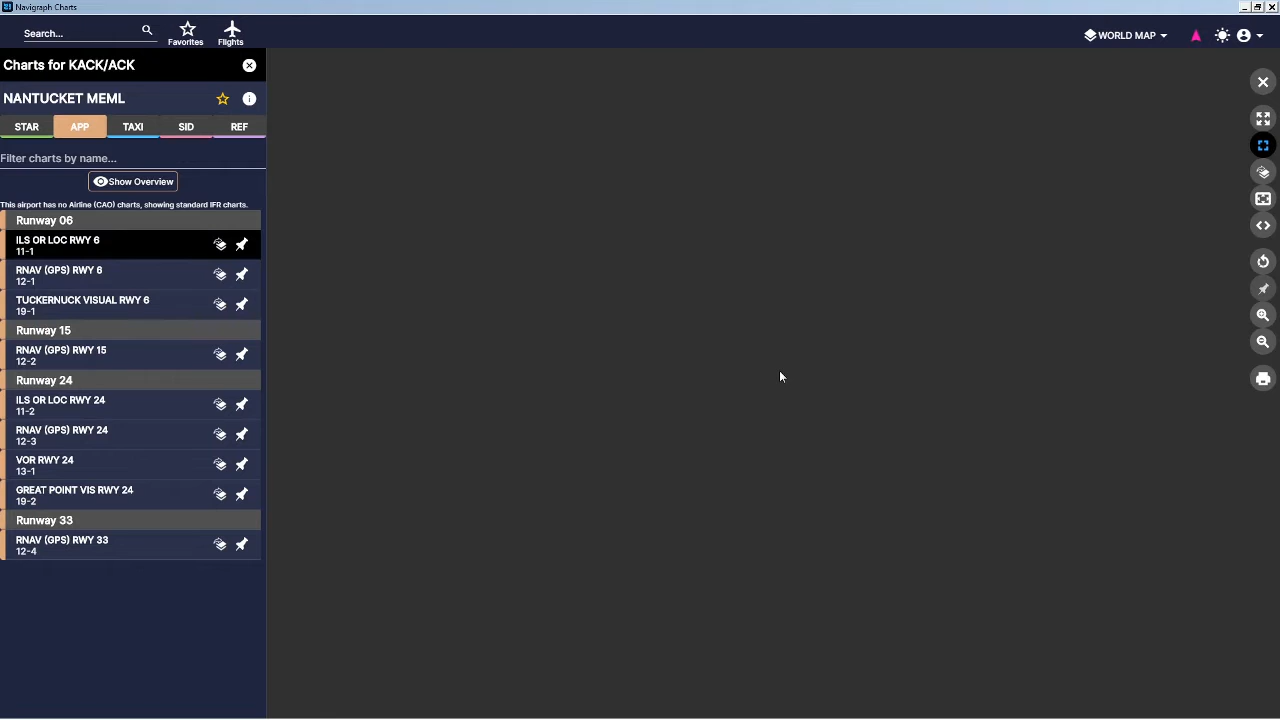 Navigraph Charts
Search...
Favorites
Flights
WORLD MAP
Charts for KACK/ACK
NANTUCKET MEML
STAR
APP
TAXI
SID
REF
Filter charts by name...
Show Overview
This airport has no Airline (CAO) charts, showing standard IFR charts.
Runway 06
ILS OR LOC RWY 6
11-1
RNAV (GPS) RWY 6
12-1
TUCKERNUCK VISUAL RWY 6
19-1
Runway 15
RNAV (GPS) RWY 15
12-2
Runway 24
ILS OR LOC RWY 24
11-2
RNAV (GPS) RWY 24
12-3
VOR RWY 24
13-1
GREAT POINT VIS RWY 24
19-2
Runway 33
RNAV (GPS) RWY 33
12-4